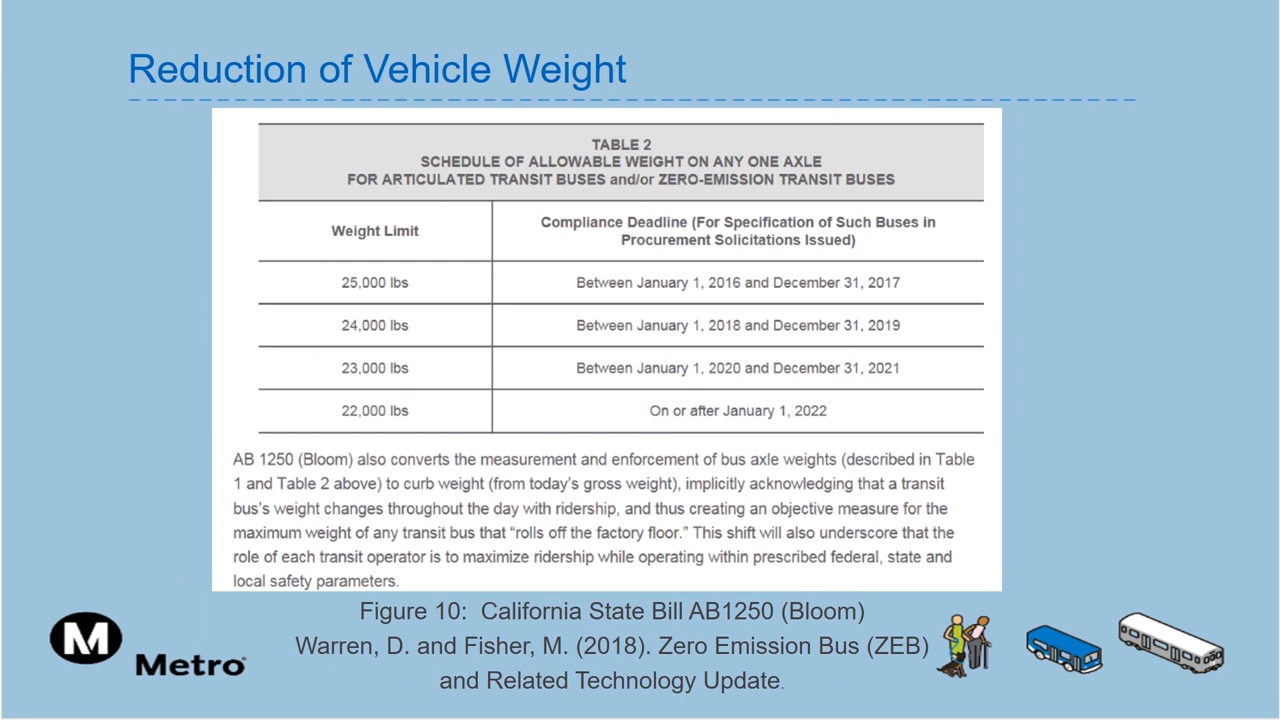 Reduction of Vehicle Weight
TABLE 2
SCHEDULE OF ALLOWABLE WEIGHT ON ANY ONE AXLE
FOR ARTICULATED TRANSIT BUSES and/or ZERO-EMISSION TRANSIT BUSES
Weight Limit
Compliance Deadline (For Specification of Such Buses in
Procurement Solicitations Issued)
25,000 lbs
Between January 1, 2016 and December 31, 2017
24,000 lbs
Between January 1, 2018 and December 31, 2019
23,000 lbs
Between January 1, 2020 and December 31, 2021
22,000 lbs
On or after January 1, 2022
AB 1250 (Bloom) also converts the measurement and enforcement of bus axle weights (described in Table
1 and Table 2 above) to curb weight (from today's gross weight), implicitly acknowledging that a transit
bus's weight changes throughout the day with ridership, and thus creating an objective measure for the
maximum weight of any transit bus that “rolls off the factory floor.” This shift will also underscore that the
role of each transit operator is to maximize ridership while operating within prescribed federal, state and
local safety parameters.
Figure 10: California State Bill AB1250 (Bloom)
Warren, D. and Fisher, M. (2018). Zero Emission Bus (ZEB)
and Related Technology Update.
M
Metro